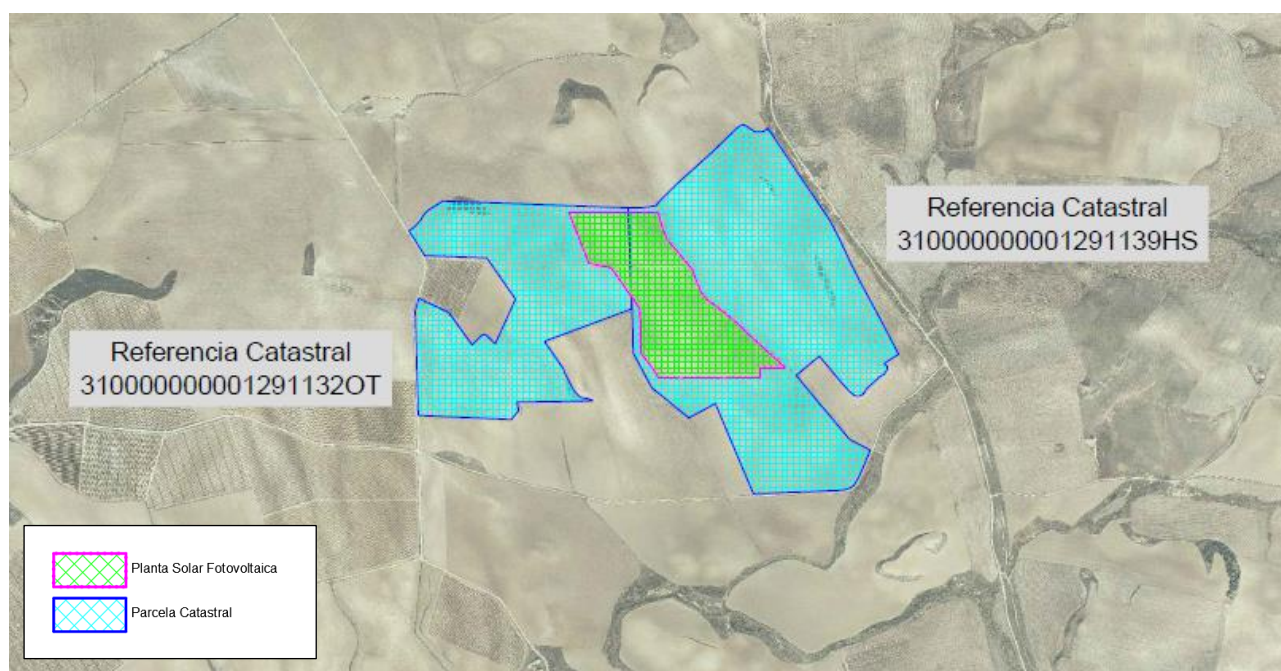 Referencia Catastral
310000000001291139HS
Referencia Catastral
310000000001291132OT
Planta Solar Fotovoltaica
Parcela Catastral